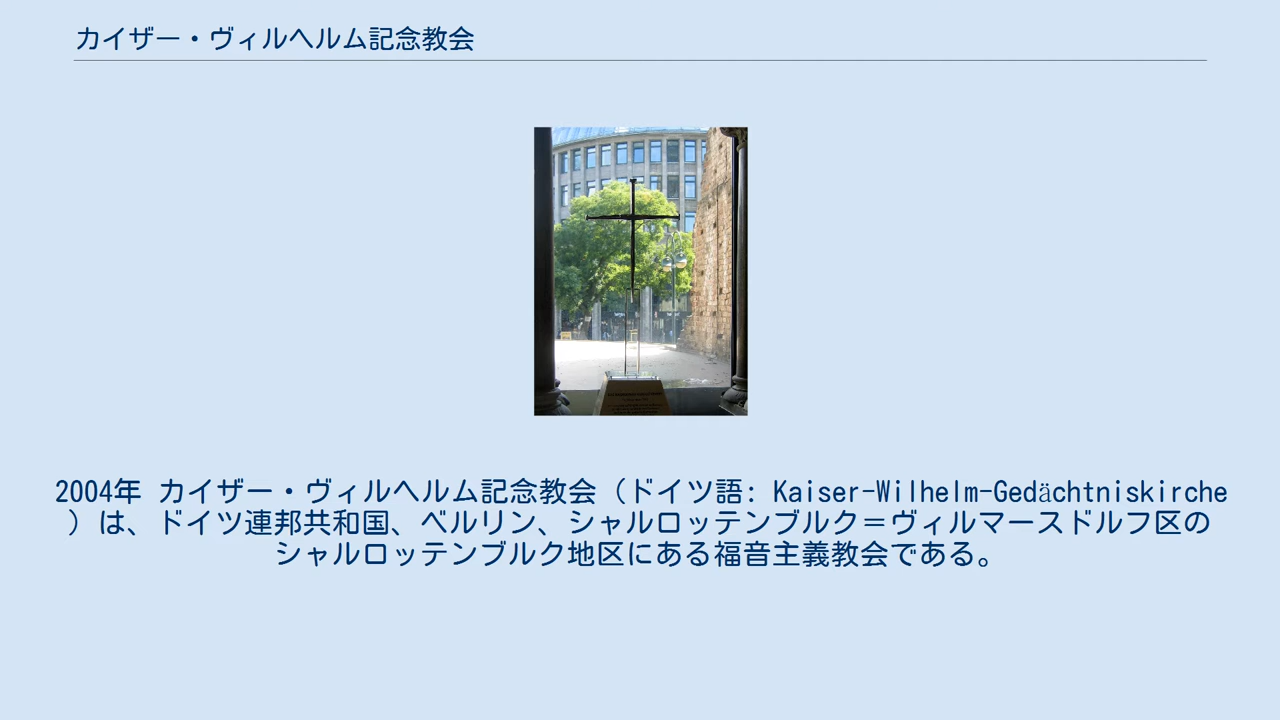 カイザー・ヴィルヘルム記念教会
2004年 カイザー・ヴィルヘルム記念教会（ドイツ語: Kaiser-Wilhelm-Gedächtniskirche
）は、ドイツ連邦共和国、ベルリン、シャルロッテンブルク＝ヴィルマースドルフ区の
シャルロッテンブルク地区にある福音主義教会である。